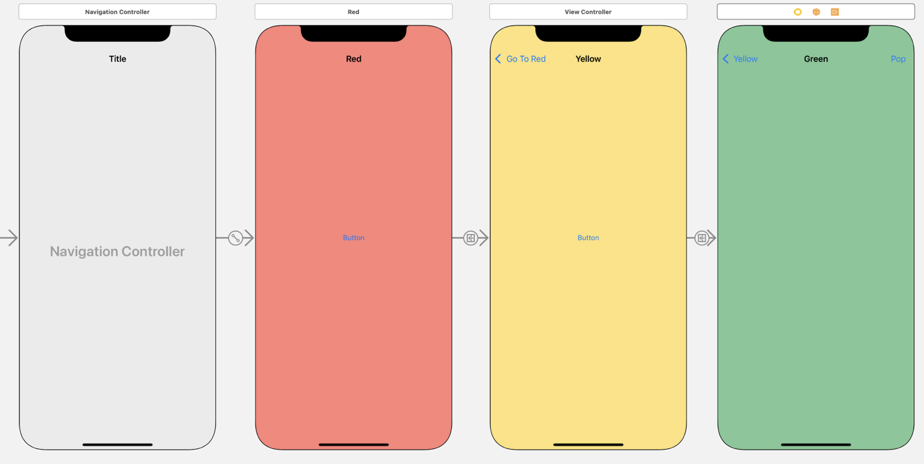 Navigation Controller
Title
Navigation Controller
Red
Red
Button
View Controller
Go To Red
Yellow
Button
Yellow
Green
Pop